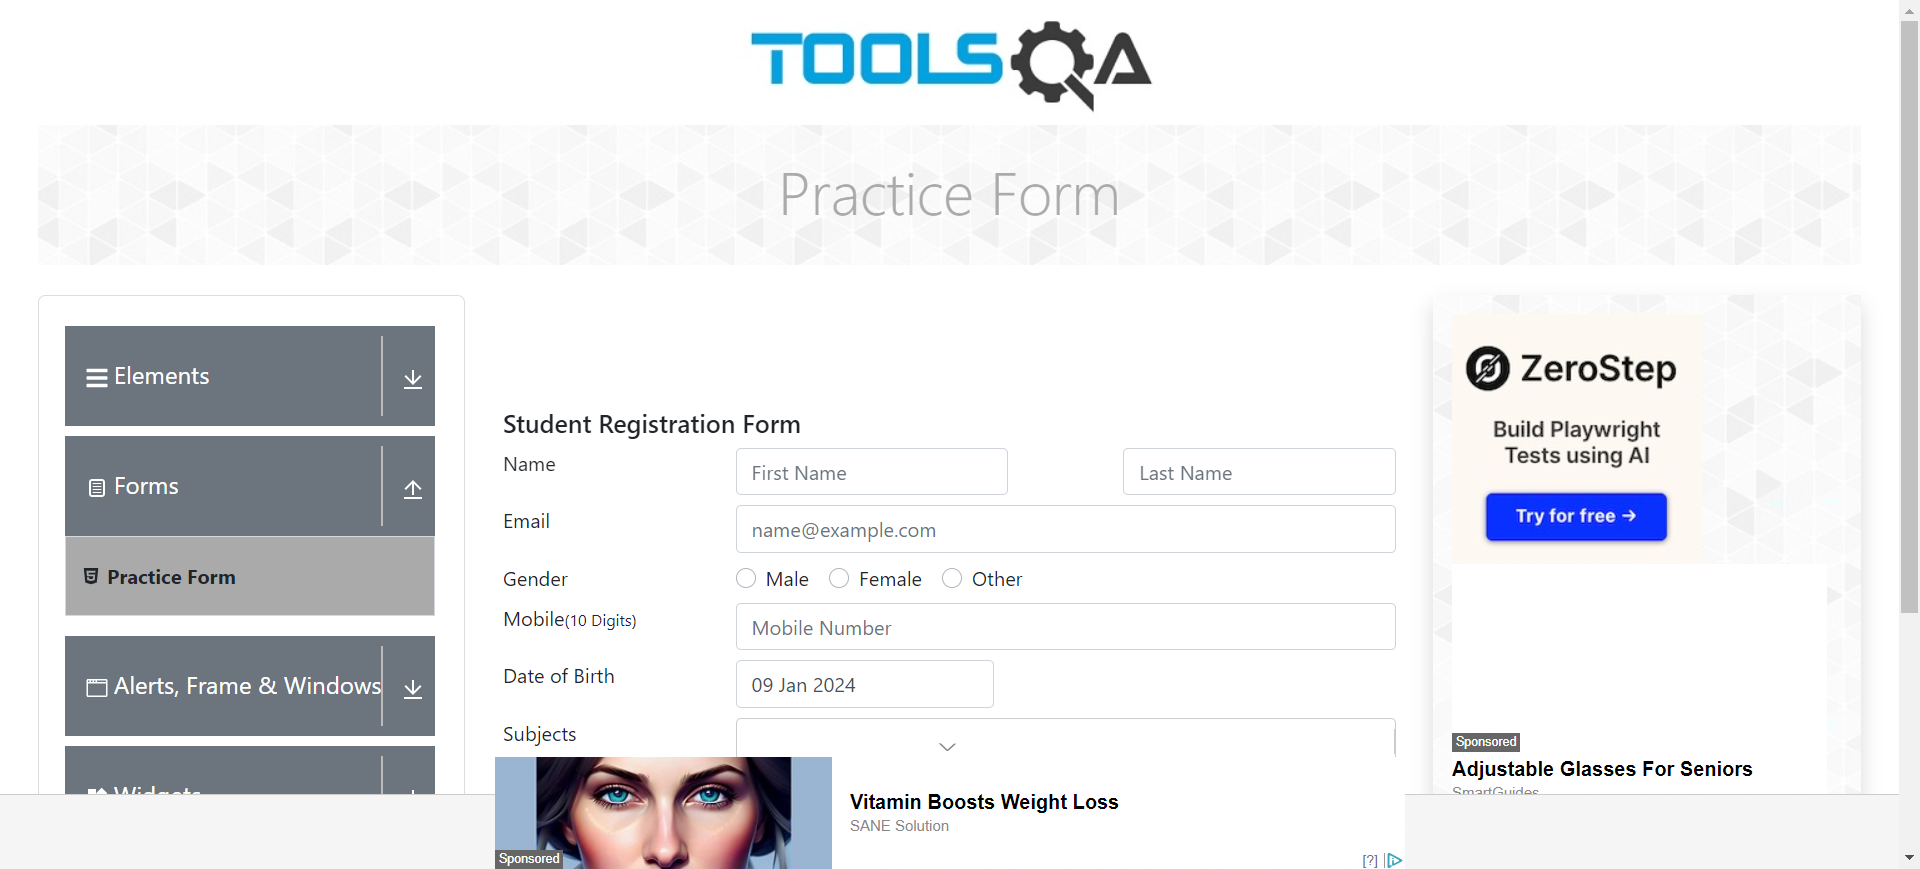 TOOLSQA
Practice Form
Elements
Forms
Practice Form
Alerts, Frame & Windows
Widgets
Student Registration Form
Name
First Name
Last Name
Email
name@example.com
Gender
Male
Female
Other
Mobile(10 Digits)
Mobile Number
Date of Birth
09 Jan 2024
Subjects
Sponsored
Vitamin Boosts Weight Loss
SANE Solution
[?]
ZeroStep
Build Playwright
Tests using AI
Try for free →
Sponsored
Adjustable Glasses For Seniors
SmartGuides